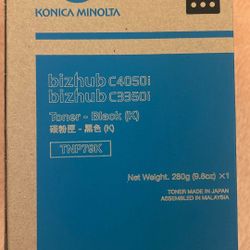 KONICA MINOLTA
bizhub C4050i
bizhub C3350i
Toner - Black (K)
碳粉匣 - 黑色 (K)
TNP79K
Net Weight. 280g (9.8oz) ×1
TONER MADE IN JAPAN
ASSEMBLED IN MALAYSIA